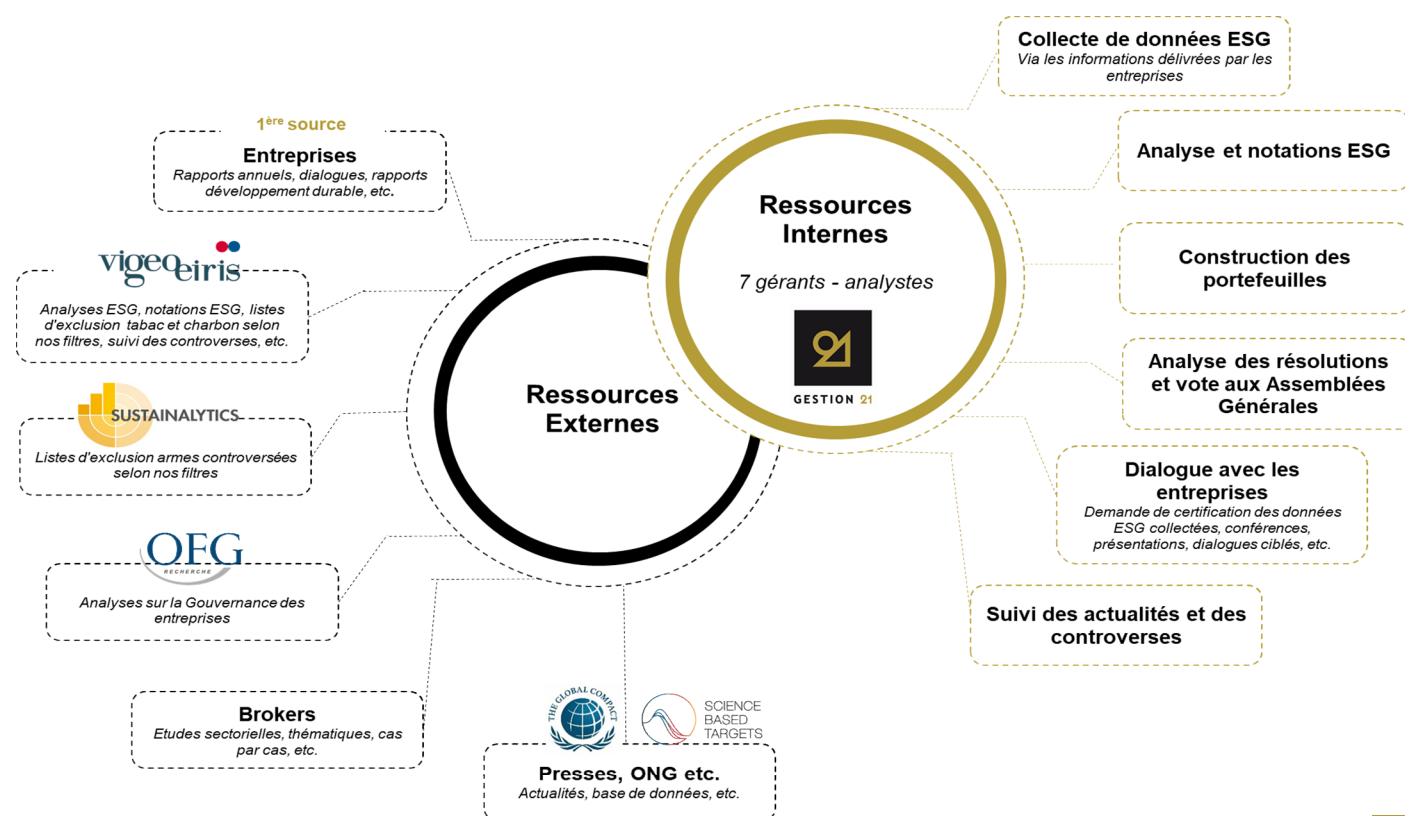 1ère source
Entreprises
Rapports annuels, dialogues, rapports
développement durable, etc.
vigeo eiris
Analyses ESG, notations ESG, listes
d'exclusion tabac et charbon selon
nos filtres, suivi des controverses, etc.
SUSTAINALYTICS
Listes d'exclusion armes controversées
selon nos filtres
OFG
RECHERCHE
Analyses sur la Gouvernance des
entreprises
Brokers
Etudes sectorielles, thématiques, cas
par cas, etc.
THE GLOBAL COMPACT
SCIENCE
BASED
TARGETS
Presses, ONG etc.
Actualités, base de données, etc.
Ressources
Externes
Ressources
Internes
7 gérants - analystes
21
GESTION 21
Collecte de données ESG
Via les informations délivrées par les
entreprises
Analyse et notations ESG
Construction des
portefeuilles
Analyse des résolutions
et vote aux Assemblées
Générales
Dialogue avec les
entreprises
Demande de certification des données
ESG collectées, conférences,
présentations, dialogues ciblés, etc.
Suivi des actualités et des
controverses